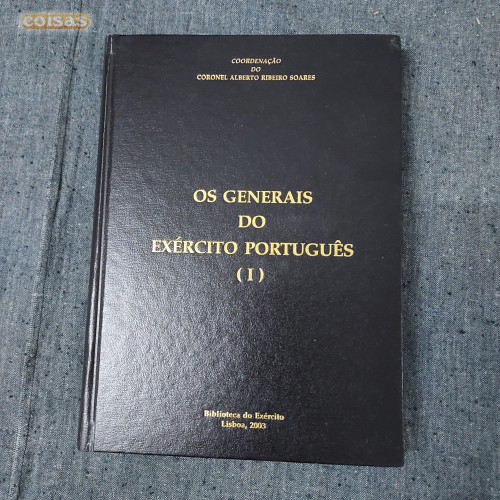 coisas
COORDENAÇÃO
DO
CORONEL ALBERTO RIBEIRO SOARES
OS GENERAIS
DO
EXÉRCITO PORTUGUÊS
( I )
Biblioteca do Exército
Lisboa, 2003